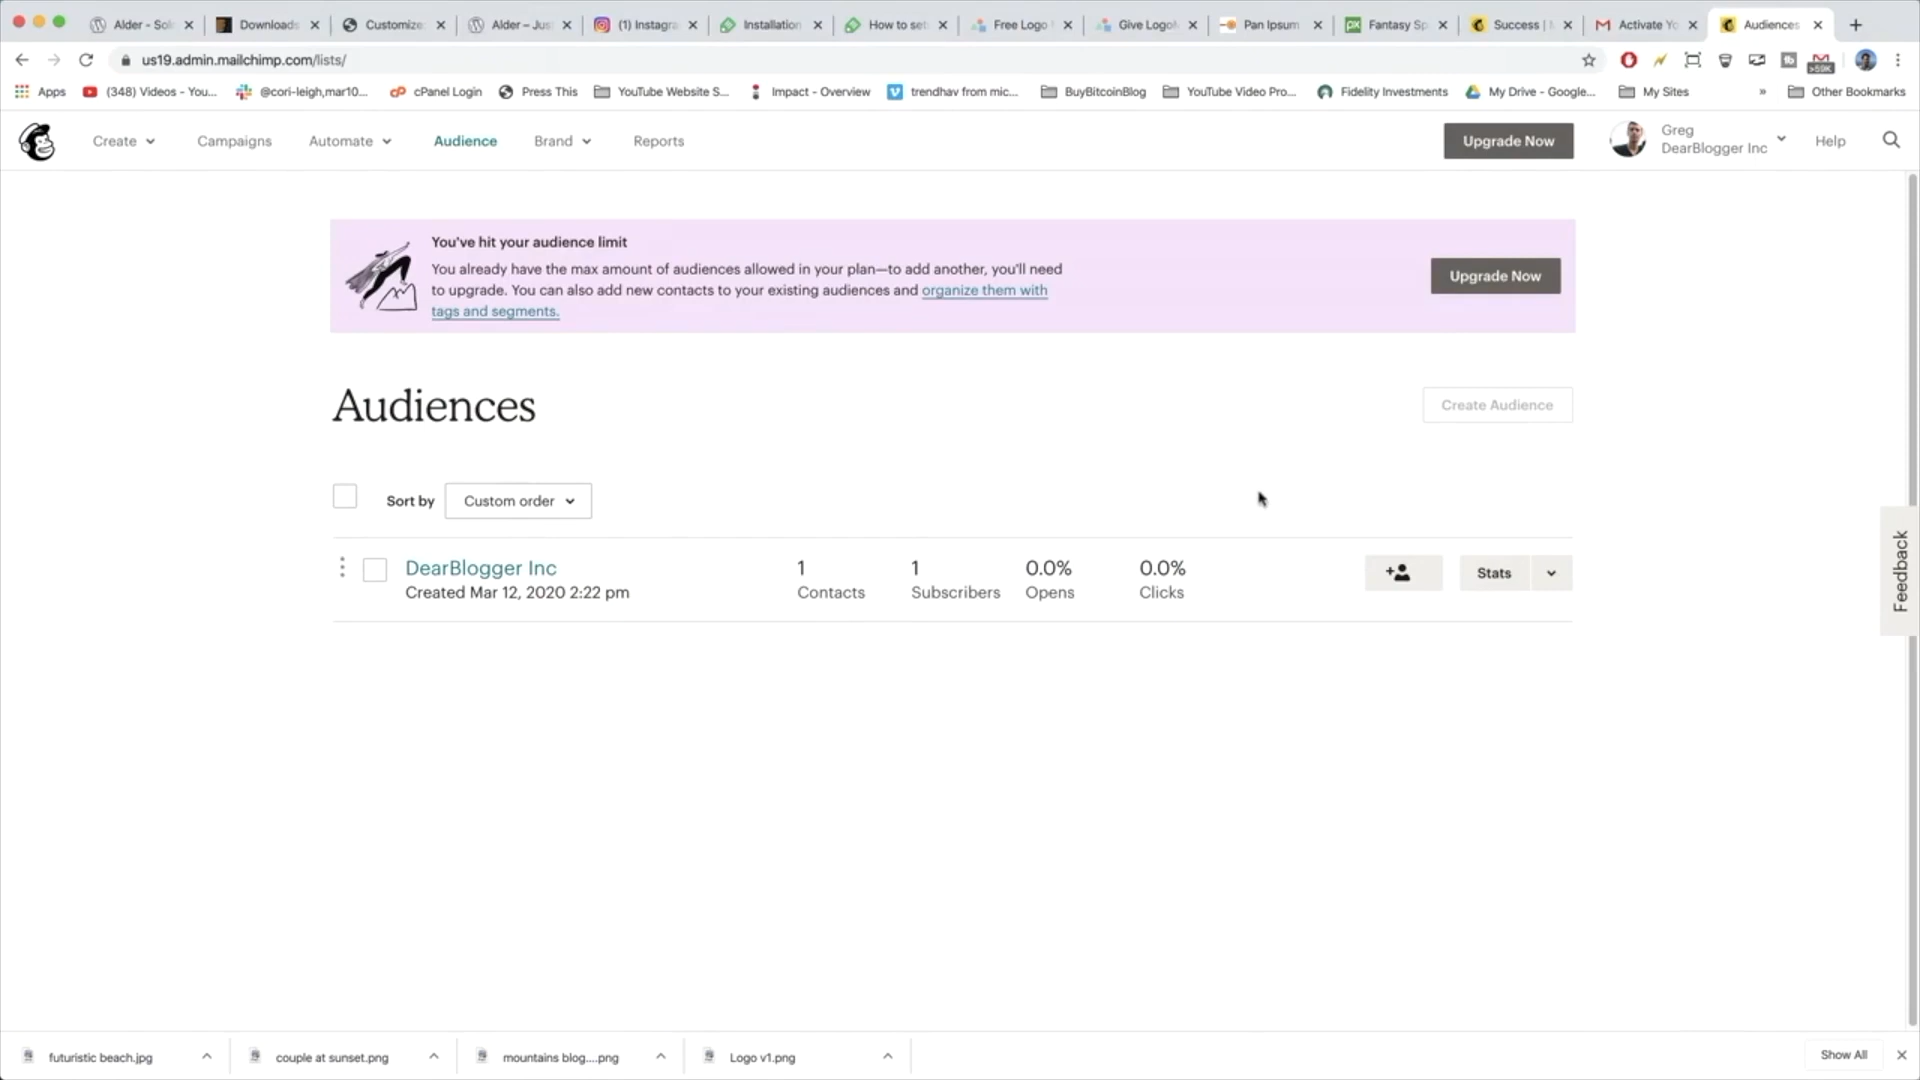 Alder - Sol
Downloads
Customize:
Alder – Jus
(1) Instagra
Installation
How to set
Free Logo
Give Logo
Pan Ipsum
Fantasy Sp
Success |
Activate Yo
Audiences
us19.admin.mailchimp.com/lists/
>59K
Apps
(348) Videos - You...
@cori-leigh,mar10...
cPanel Login
Press This
YouTube Website S...
Impact - Overview
trendhav from mic...
BuyBitcoinBlog
YouTube Video Pro...
Fidelity Investments
My Drive - Google...
My Sites
»
Other Bookmarks
Create
Campaigns
Automate
Audience
Brand
Reports
Upgrade Now
Greg
DearBlogger Inc
Help
You've hit your audience limit
You already have the max amount of audiences allowed in your plan—to add another, you'll need
to upgrade. You can also add new contacts to your existing audiences and organize them with
tags and segments.
Upgrade Now
Audiences
Create Audience
Sort by
Custom order
DearBlogger Inc
Created Mar 12, 2020 2:22 pm
1
Contacts
1
Subscribers
0.0%
Opens
0.0%
Clicks
Stats
Feedback
futuristic beach.jpg
couple at sunset.png
mountains blog....png
Logo v1.png
Show All